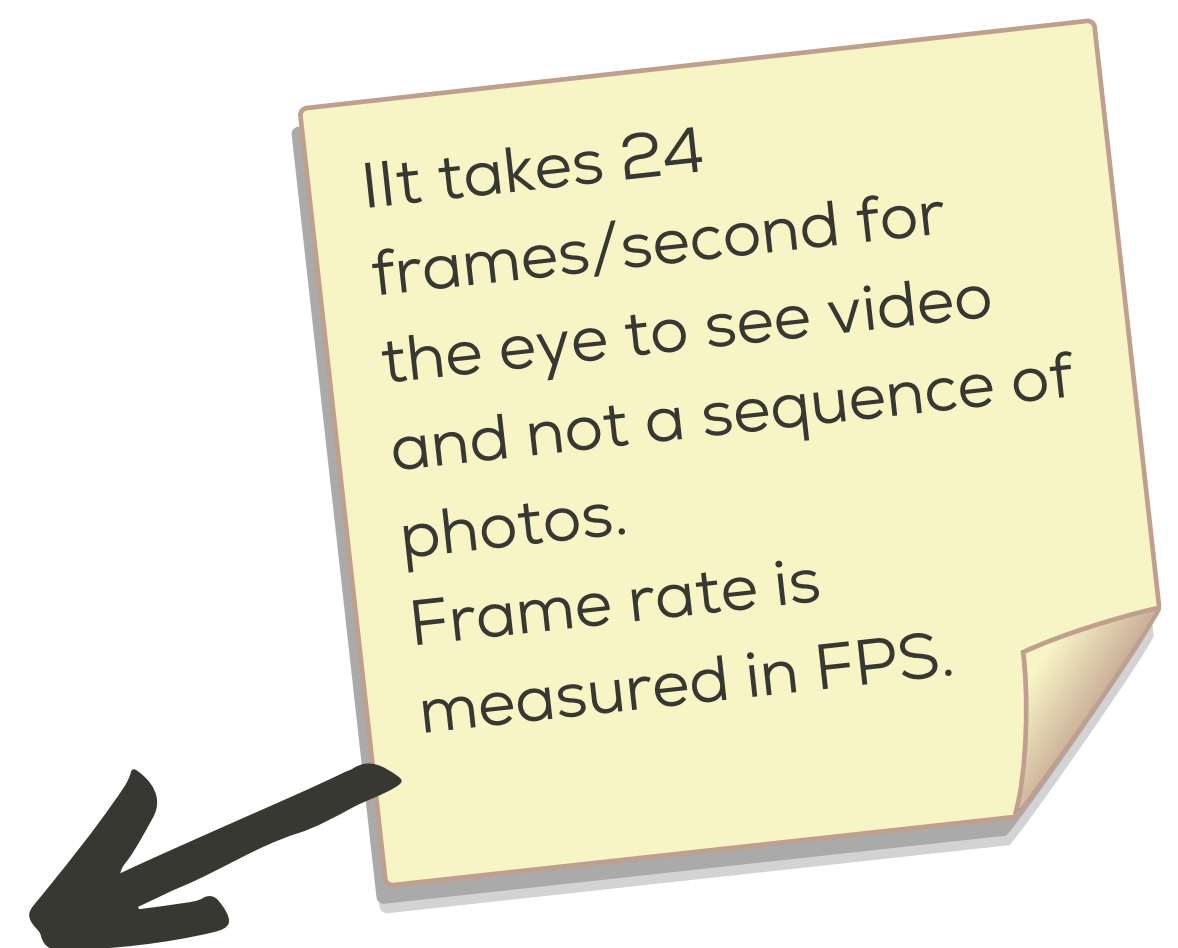 IIt takes 24
frames/second for
the eye to see video
and not a sequence of
photos.
Frame rate is
measured in FPS.